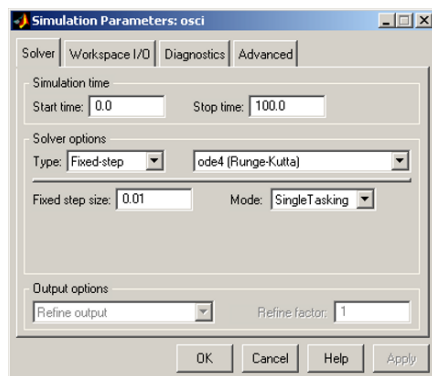 Simulation Parameters: osci
Solver Workspace I/O Diagnostics Advanced
Simulation time
Start time: 0.0 Stop time: 100.0
Solver options
Type: Fixed-step ode4 (Runge-Kutta)
Fixed step size: 0.01 Mode: SingleTasking
Output options
Refine output Refine factor: 1
OK Cancel Help Apply